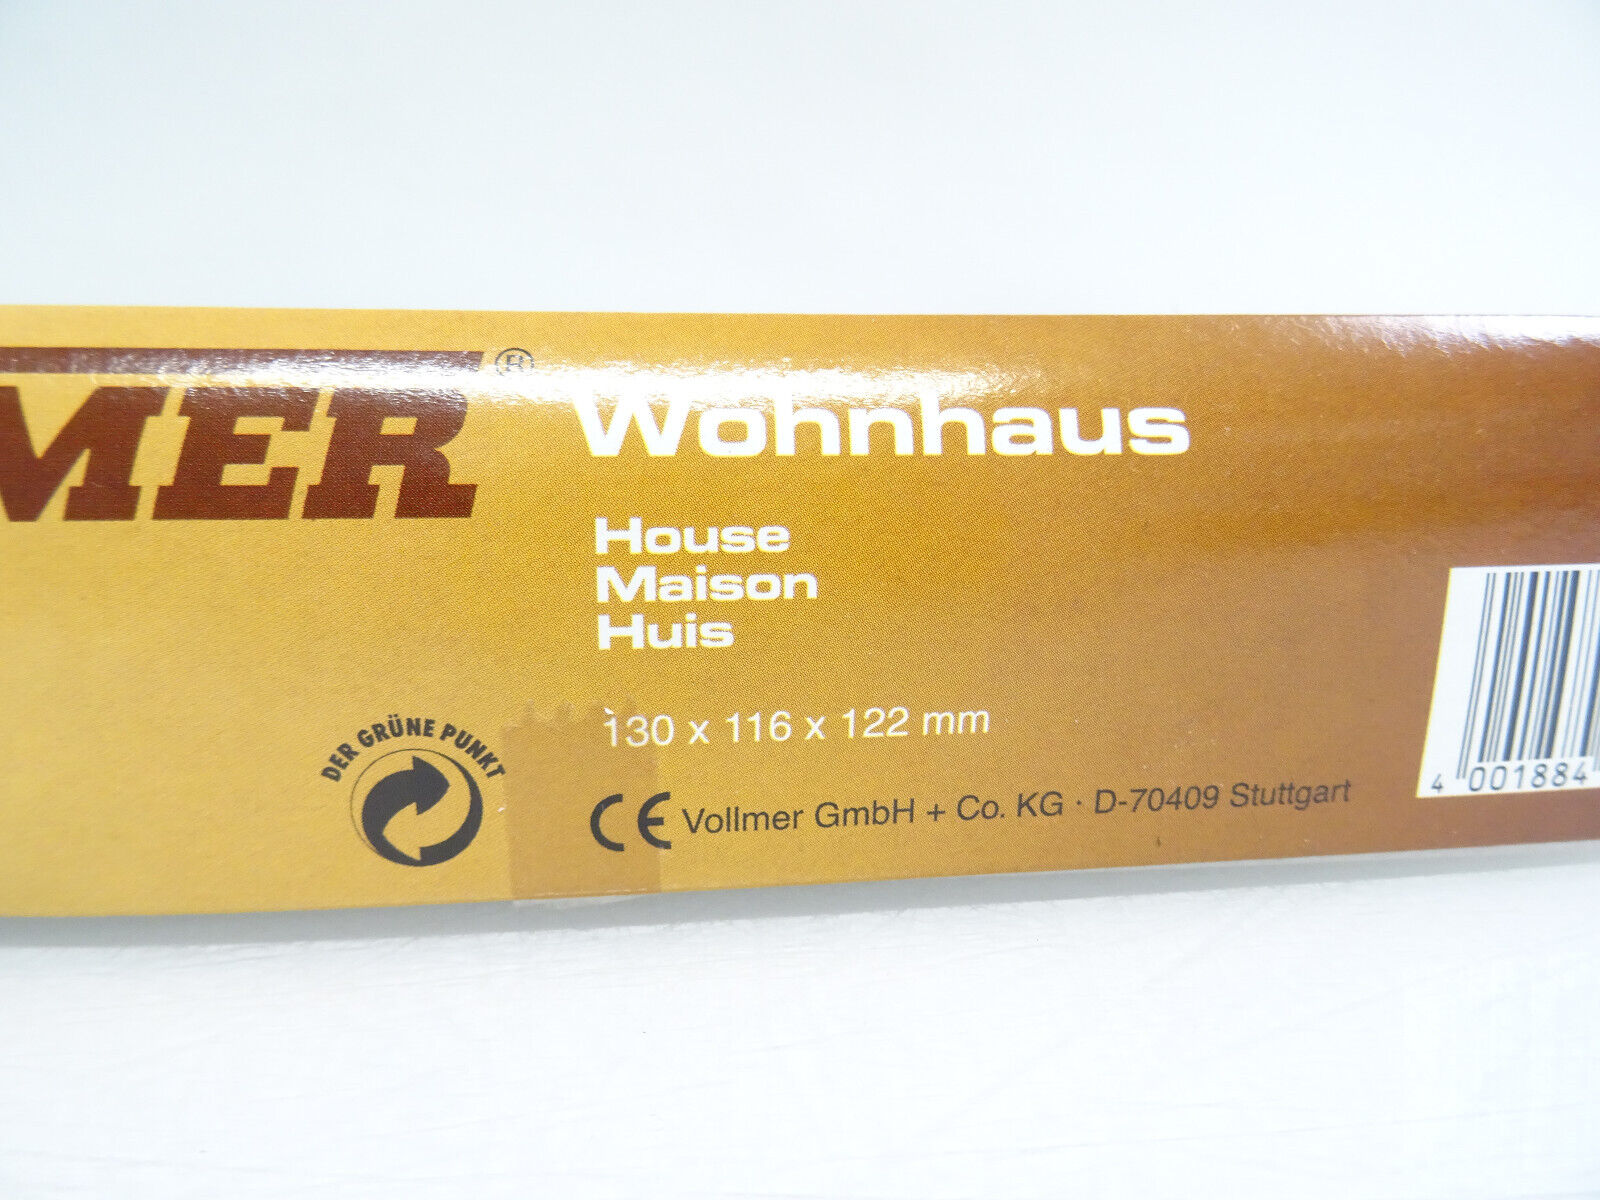 MER®
Wohnhaus
House
Maison
Huis
130 x 116 x 122 mm
DER GRÜNE PUNKT
CE Vollmer GmbH + Co. KG · D-70409 Stuttgart
4 001884